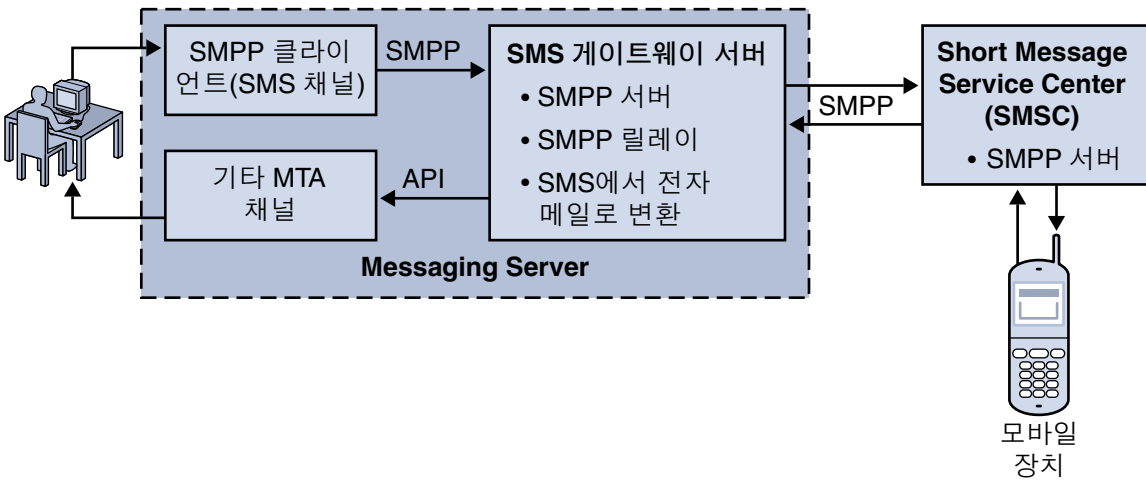 SMPP 클라이
언트(SMS 채널)
SMPP
SMS 게이트웨이 서버
• SMPP 서버
• SMPP 릴레이
• SMS에서 전자
메일로 변환
SMPP
Short Message
Service Center
(SMSC)
• SMPP 서버
기타 MTA
채널
API
Messaging Server
모바일
장치